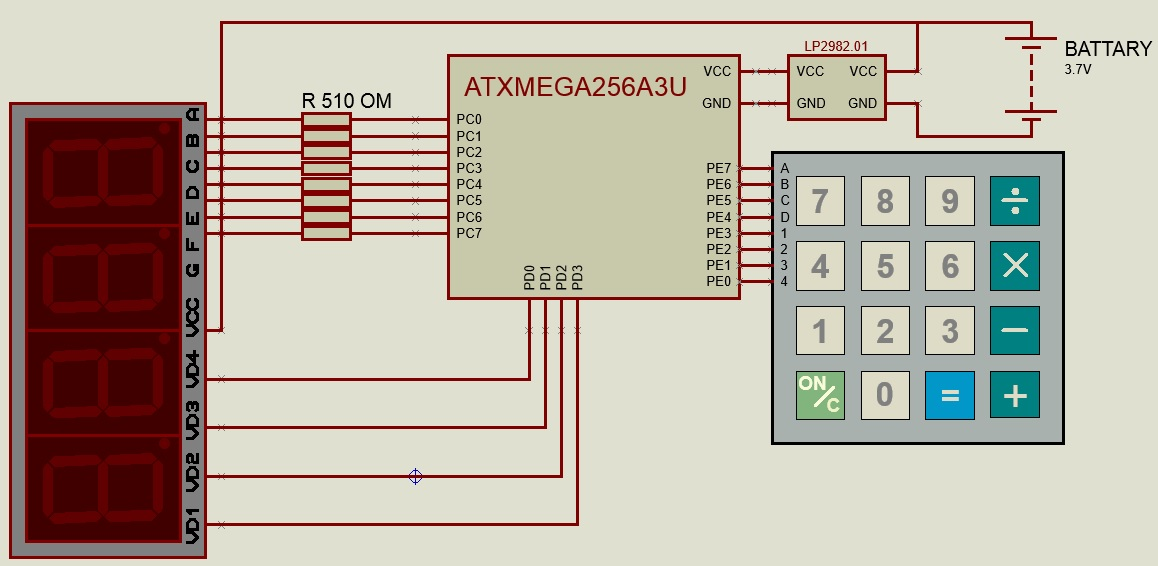 LP2982.01
BATTARY
3.7V
ATXMEGA256A3U
VCC
GND
VCC VCC
GND GND
R 510 OM
A
B
C
D
E
F
G
VCC
VD4
VD3
VD2
VD1
PC0
PC1
PC2
PC3
PC4
PC5
PC6
PC7
PD0
PD1
PD2
PD3
PE7
PE6
PE5
PE4
PE3
PE2
PE1
PE0
A
B
C
D
1
2
3
4
7 8 9 ÷
4 5 6 ×
1 2 3 −
ON/C 0 = +